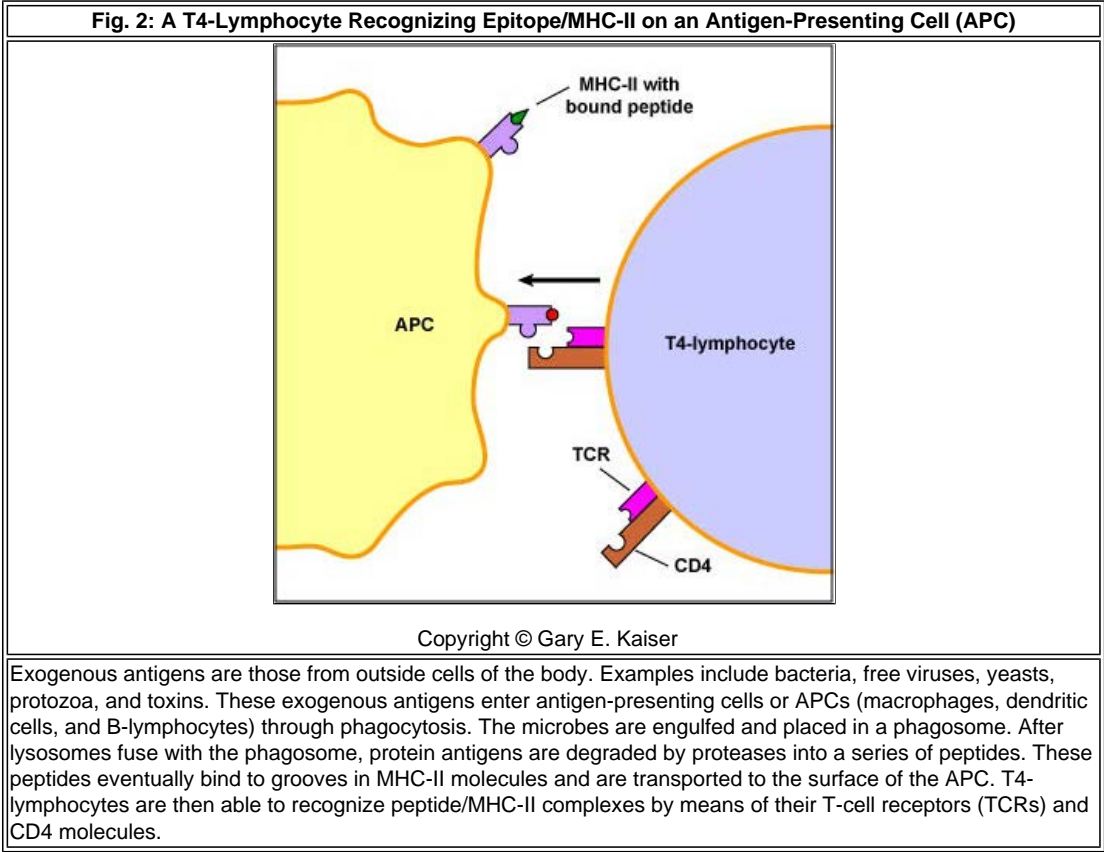 Fig. 2: A T4-Lymphocyte Recognizing Epitope/MHC-II on an Antigen-Presenting Cell (APC)
MHC-II with
bound peptide
APC
T4-lymphocyte
TCR
CD4
Copyright © Gary E. Kaiser
Exogenous antigens are those from outside cells of the body. Examples include bacteria, free viruses, yeasts,
protozoa, and toxins. These exogenous antigens enter antigen-presenting cells or APCs (macrophages, dendritic
cells, and B-lymphocytes) through phagocytosis. The microbes are engulfed and placed in a phagosome. After
lysosomes fuse with the phagosome, protein antigens are degraded by proteases into a series of peptides. These
peptides eventually bind to grooves in MHC-II molecules and are transported to the surface of the APC. T4-
lymphocytes are then able to recognize peptide/MHC-II complexes by means of their T-cell receptors (TCRs) and
CD4 molecules.